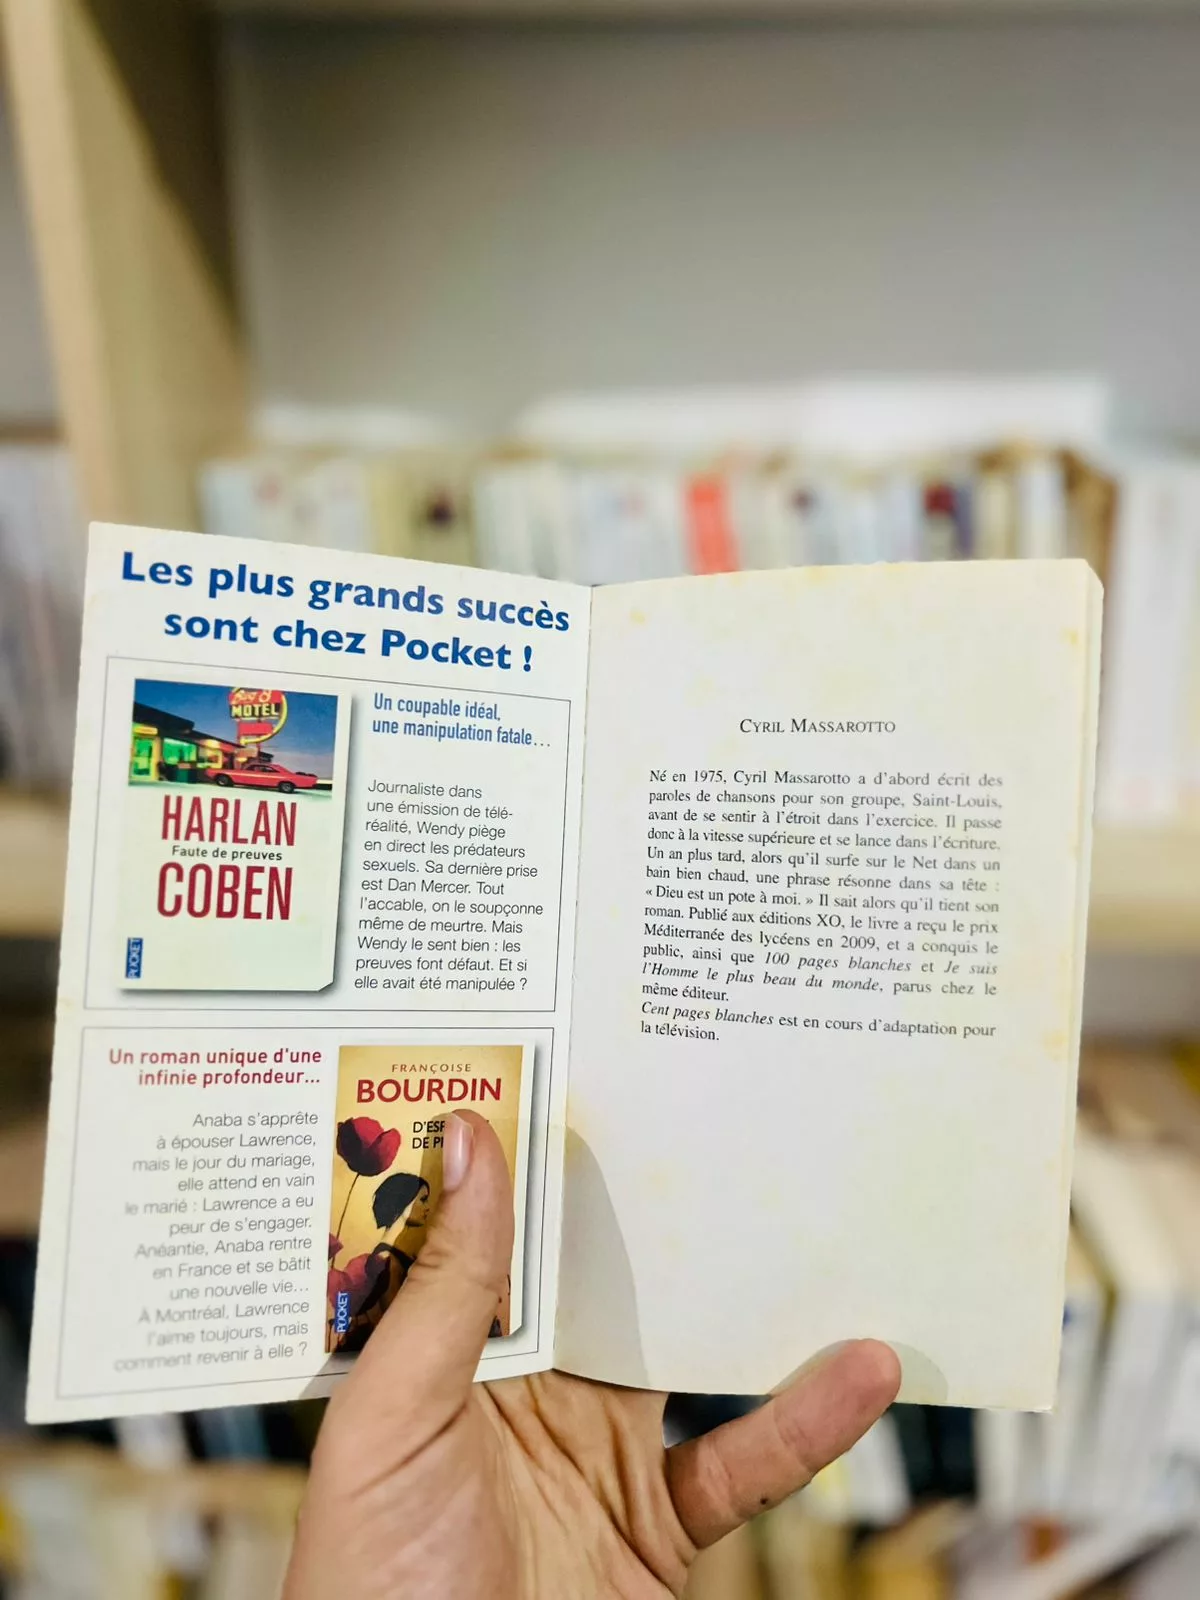 Les plus grands succès
sont chez Pocket !
Buy'd
MOTEL
HARLAN
Faute de preuves
COBEN
POCKET
Un coupable idéal,
une manipulation fatale...
Journaliste dans
une émission de télé-
réalité, Wendy piège
en direct les prédateurs
sexuels. Sa dernière prise
est Dan Mercer. Tout
l'accable, on le soupçonne
même de meurtre. Mais
Wendy le sent bien : les
preuves font défaut. Et si
elle avait été manipulée ?
Un roman unique d'une
infinie profondeur...
Anaba s'apprête
à épouser Lawrence,
mais le jour du mariage,
elle attend en vain
le marié : Lawrence a eu
peur de s'engager.
Anéantie, Anaba rentre
en France et se bâtit
une nouvelle vie...
À Montréal, Lawrence
l'aime toujours, mais
comment revenir à elle ?
FRANÇOISE
BOURDIN
D'ESP
DE P
POCKET
CYRIL MASSAROTTO
Né en 1975, Cyril Massarotto a d'abord écrit des
paroles de chansons pour son groupe, Saint-Louis,
avant de se sentir à l'étroit dans l'exercice. Il passe
donc à la vitesse supérieure et se lance dans l'écriture.
Un an plus tard, alors qu'il surfe sur le Net dans un
bain bien chaud, une phrase résonne dans sa tête :
« Dieu est un pote à moi. » Il sait alors qu'il tient son
roman. Publié aux éditions XO, le livre a reçu le prix
Méditerranée des lycéens en 2009, et a conquis le
public, ainsi que 100 pages blanches et Je suis
l'Homme le plus beau du monde, parus chez le
même éditeur.
Cent pages blanches est en cours d'adaptation pour
la télévision.